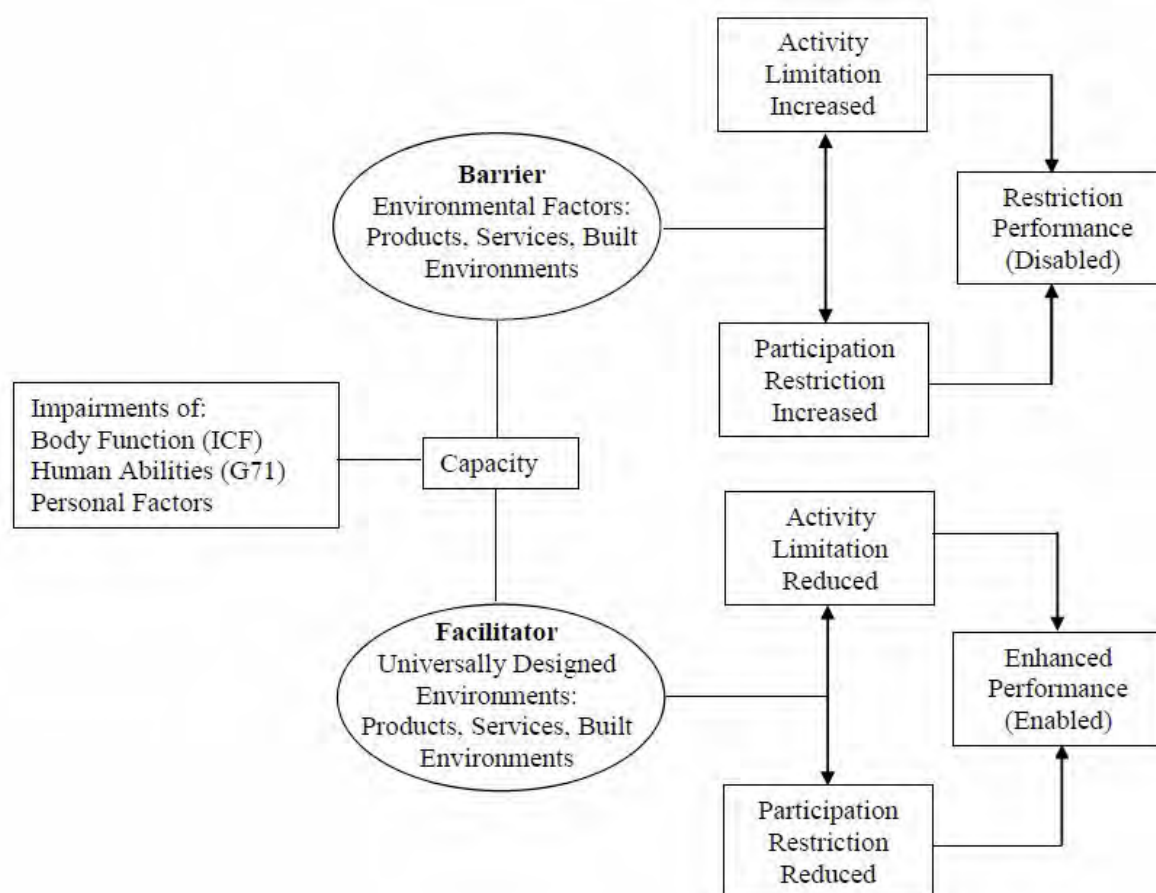 Activity
Limitation
Increased
Barrier
Environmental Factors:
Products, Services, Built
Environments
Restriction
Performance
(Disabled)
Participation
Restriction
Increased
Impairments of:
Body Function (ICF)
Human Abilities (G71)
Personal Factors
Capacity
Activity
Limitation
Reduced
Facilitator
Universally Designed
Environments:
Products, Services, Built
Environments
Enhanced
Performance
(Enabled)
Participation
Restriction
Reduced